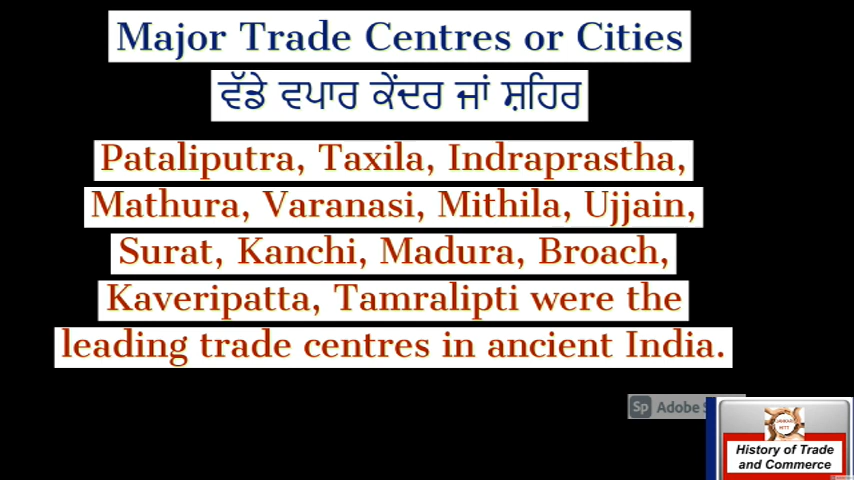 Major Trade Centres or Cities
ਵੱਡੇ ਵਪਾਰ ਕੇਂਦਰ ਜਾਂ ਸ਼ਹਿਰ
Pataliputra, Taxila, Indraprastha,
Mathura, Varanasi, Mithila, Ujjain,
Surat, Kanchi, Madura, Broach,
Kaveripatta, Tamralipti were the
leading trade centres in ancient India.
Sp Adobe
History of Trade
and Commerce